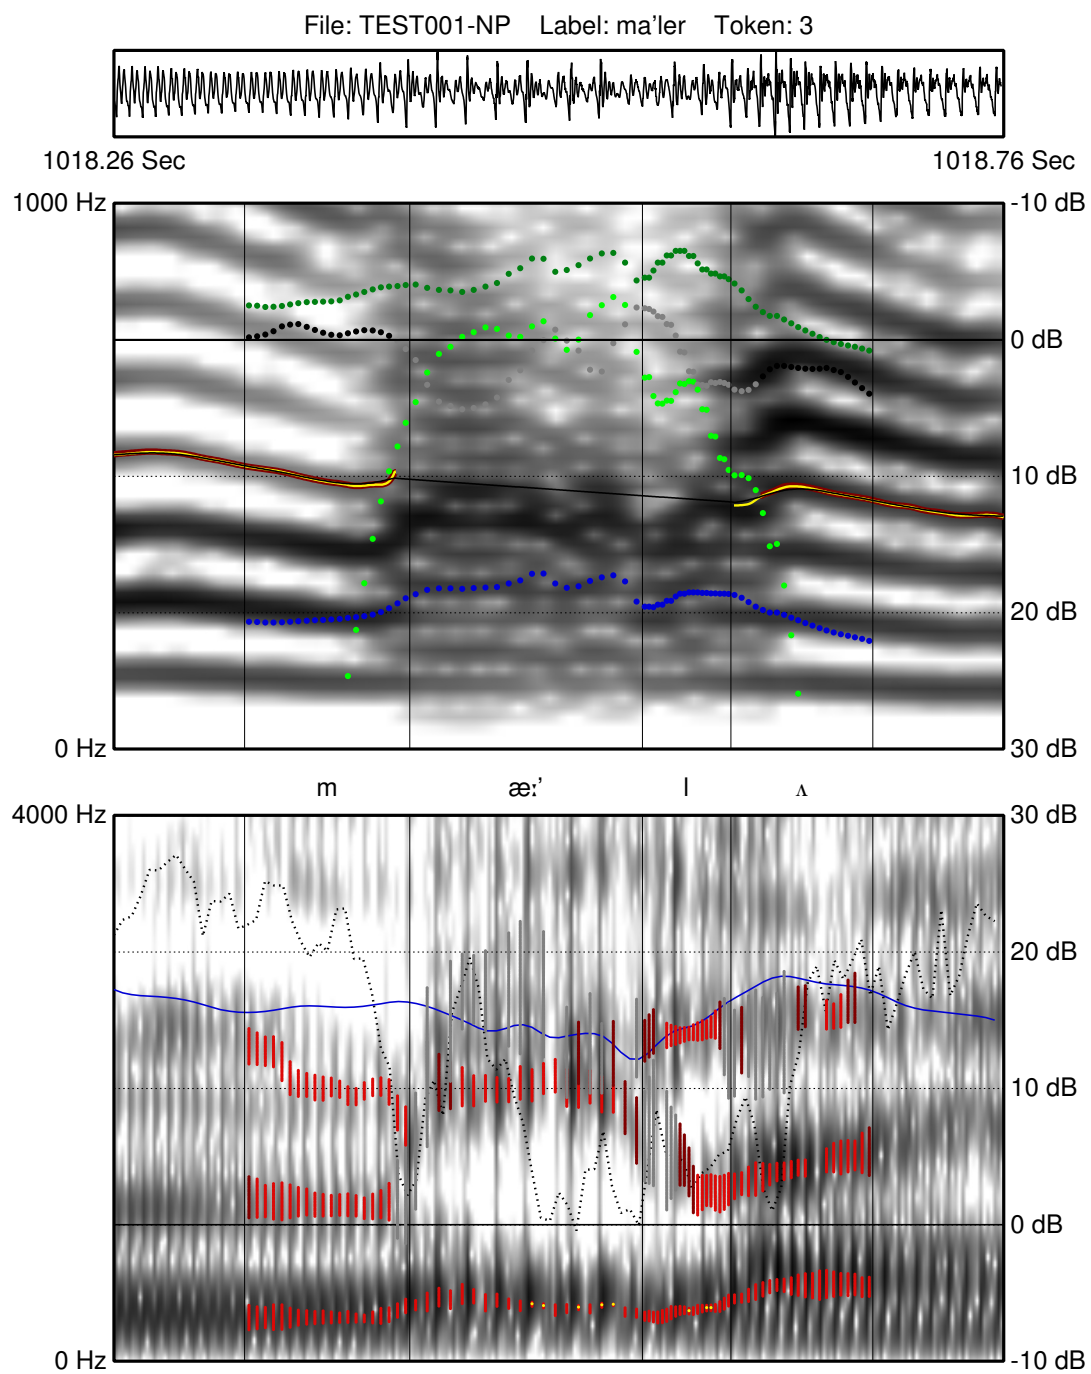 File: TEST001-NP Label: ma'ler Token: 3
1018.26 Sec 1018.76 Sec
1000 Hz -10 dB
0 dB
10 dB
20 dB
0 Hz 30 dB
m æː’ l ʌ
4000 Hz 30 dB
20 dB
10 dB
0 dB
0 Hz -10 dB